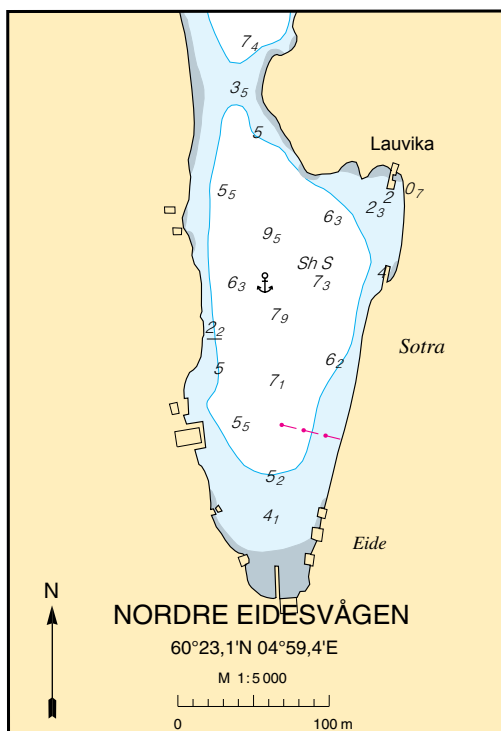 7₄
3₅
5
Lauvika
5₅
6₃
2₃
2
0₇
9₅
Sh S
6₃
7₃
4
7₉
2₂
Sotra
5
6₂
7₁
5₅
5₂
4₁
Eide
N
NORDRE EIDESVÅGEN
60°23,1'N 04°59,4'E
M 1:5 000
0 100 m